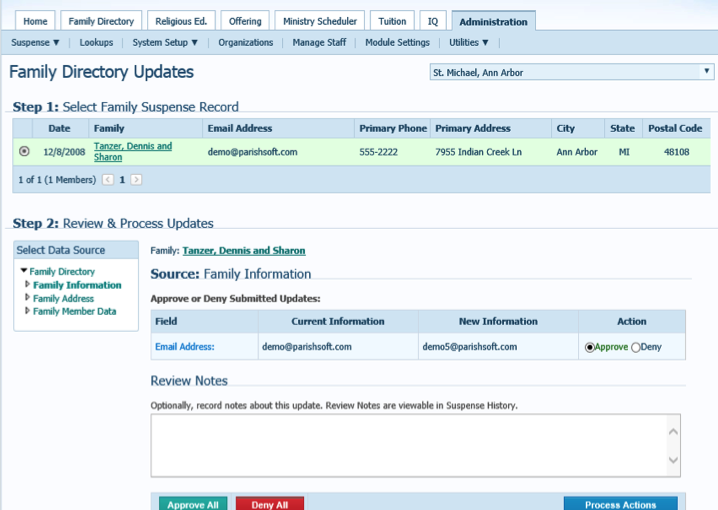 Home Family Directory Religious Ed. Offering Ministry Scheduler Tuition IQ Administration
Suspense ▼ Lookups System Setup ▼ Organizations Manage Staff Module Settings Utilities ▼
Family Directory Updates
St. Michael, Ann Arbor
Step 1: Select Family Suspense Record
Date Family Email Address Primary Phone Primary Address City State Postal Code
12/8/2008 Tanzer, Dennis and Sharon demo@parishsoft.com 555-2222 7955 Indian Creek Ln Ann Arbor MI 48108
1 of 1 (1 Members) < 1 >
Step 2: Review & Process Updates
Select Data Source
Family Directory
Family Information
Family Address
Family Member Data
Family: Tanzer, Dennis and Sharon
Source: Family Information
Approve or Deny Submitted Updates:
Field Current Information New Information Action
Email Address: demo@parishsoft.com demo5@parishsoft.com Approve Deny
Review Notes
Optionally, record notes about this update. Review Notes are viewable in Suspense History.
Approve All Deny All Process Actions